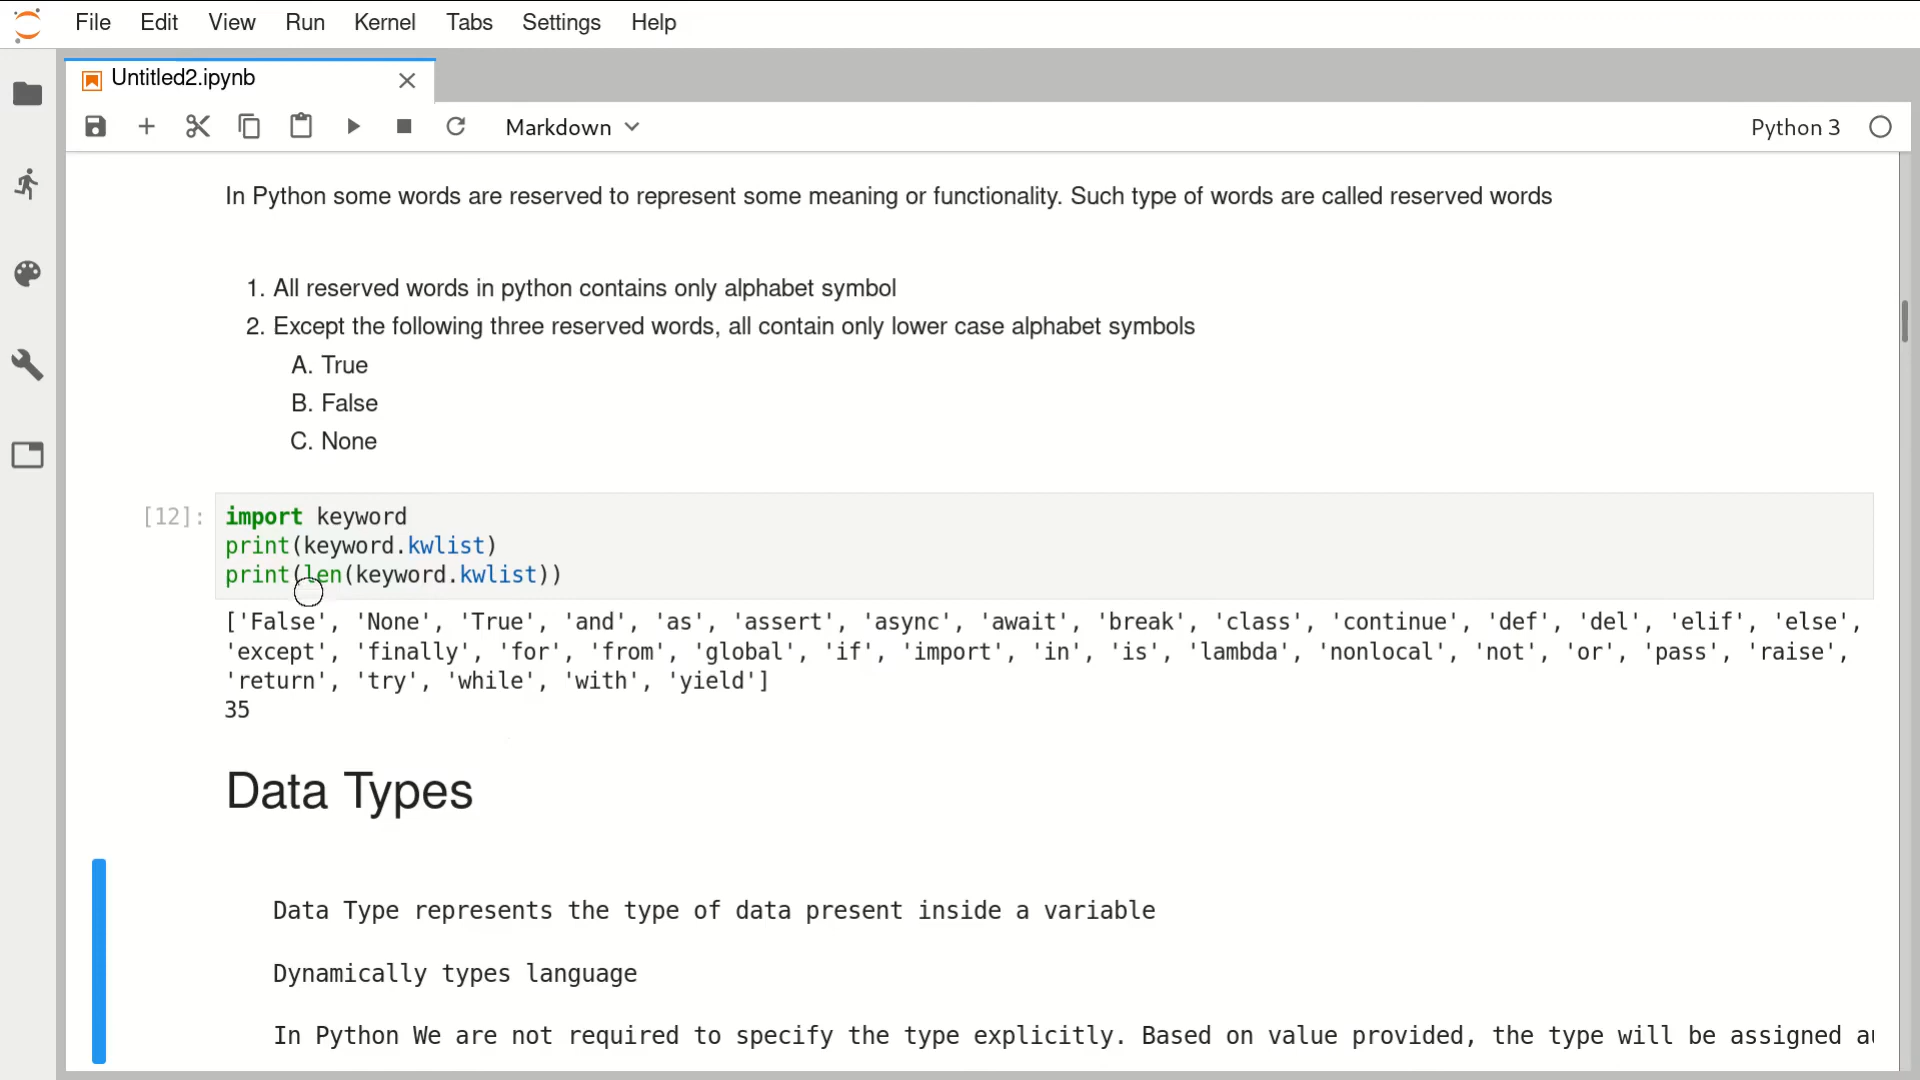 File Edit View Run Kernel Tabs Settings Help
Untitled2.ipynb
Markdown
Python 3
In Python some words are reserved to represent some meaning or functionality. Such type of words are called reserved words
1. All reserved words in python contains only alphabet symbol
2. Except the following three reserved words, all contain only lower case alphabet symbols
A. True
B. False
C. None
[12]:
import keyword
print(keyword.kwlist)
print(len(keyword.kwlist))
['False', 'None', 'True', 'and', 'as', 'assert', 'async', 'await', 'break', 'class', 'continue', 'def', 'del', 'elif', 'else',
'except', 'finally', 'for', 'from', 'global', 'if', 'import', 'in', 'is', 'lambda', 'nonlocal', 'not', 'or', 'pass', 'raise',
'return', 'try', 'while', 'with', 'yield']
35
Data Types
Data Type represents the type of data present inside a variable
Dynamically types language
In Python We are not required to specify the type explicitly. Based on value provided, the type will be assigned